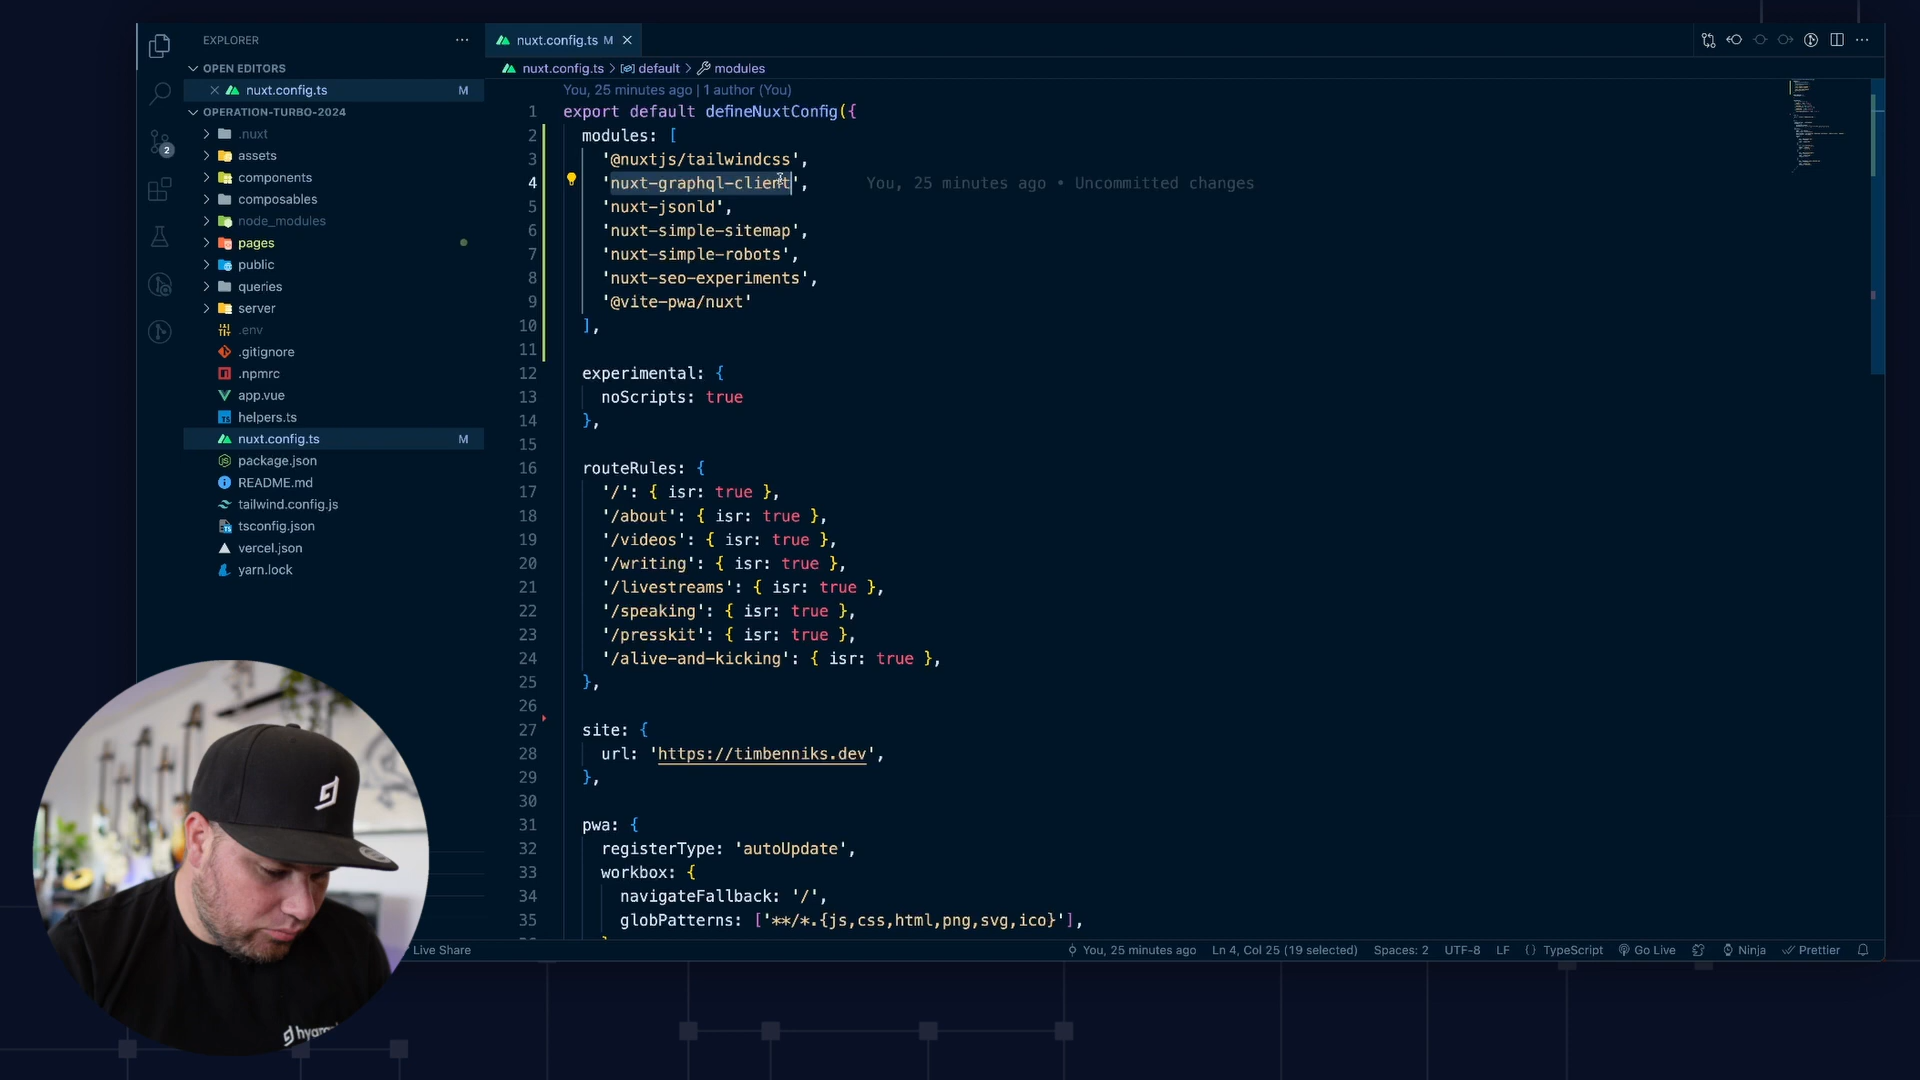 EXPLORER
OPEN EDITORS
nuxt.config.ts M
OPERATION-TURBO-2024
.nuxt
assets
components
composables
node_modules
pages
public
queries
server
.env
.gitignore
.npmrc
app.vue
helpers.ts
nuxt.config.ts M
package.json
README.md
tailwind.config.js
tsconfig.json
vercel.json
yarn.lock
2
nuxt.config.ts M
nuxt.config.ts > default > modules
You, 25 minutes ago | 1 author (You)
1 export default defineNuxtConfig({
2 modules: [
3 '@nuxtjs/tailwindcss',
4 'nuxt-graphql-client', You, 25 minutes ago • Uncommitted changes
5 'nuxt-jsonld',
6 'nuxt-simple-sitemap',
7 'nuxt-simple-robots',
8 'nuxt-seo-experiments',
9 '@vite-pwa/nuxt'
10 ],
11
12 experimental: {
13 noScripts: true
14 },
15
16 routeRules: {
17 '/': { isr: true },
18 '/about': { isr: true },
19 '/videos': { isr: true },
20 '/writing': { isr: true },
21 '/livestreams': { isr: true },
22 '/speaking': { isr: true },
23 '/presskit': { isr: true },
24 '/alive-and-kicking': { isr: true },
25 },
26
27 site: {
28 url: 'https://timbenniks.dev',
29 },
30
31 pwa: {
32 registerType: 'autoUpdate',
33 workbox: {
34 navigateFallback: '/',
35 globPatterns: ['**/*.{js,css,html,png,svg,ico}'],
Live Share
You, 25 minutes ago Ln 4, Col 25 (19 selected) Spaces: 2 UTF-8 LF {} TypeScript Go Live Ninja Prettier